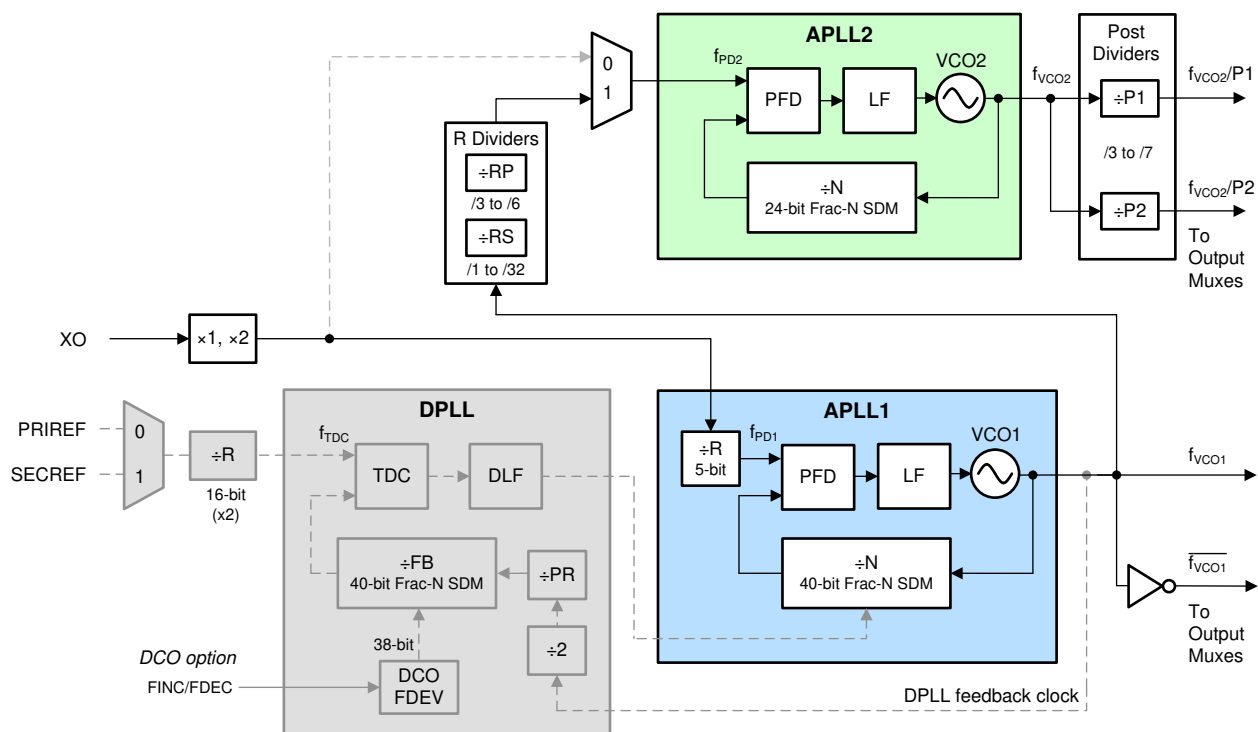 APLL2
0
1
f_PD2
PFD
LF
VCO2
÷N
24-bit Frac-N SDM
f_VCO2
Post
Dividers
÷P1
/3 to /7
÷P2
f_VCO2/P1
f_VCO2/P2
To
Output
Muxes
R Dividers
÷RP
/3 to /6
÷RS
/1 to /32
XO
×1, ×2
PRIREF
SECREF
0
1
÷R
16-bit
(x2)
DPLL
f_TDC
TDC
DLF
÷FB
40-bit Frac-N SDM
÷PR
÷2
38-bit
DCO
FDEV
DCO option
FINC/FDEC
DPLL feedback clock
APLL1
÷R
5-bit
f_PD1
PFD
LF
VCO1
÷N
40-bit Frac-N SDM
f_VCO1
f_VCO1
To
Output
Muxes